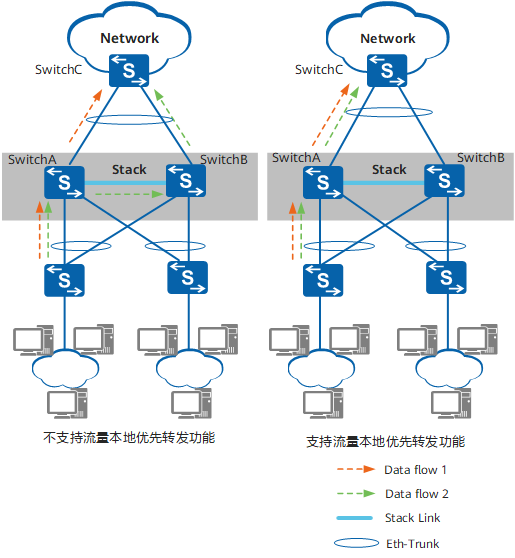 Network
SwitchC
SwitchA
SwitchB
Stack
不支持流量本地优先转发功能
Network
SwitchC
SwitchA
SwitchB
Stack
支持流量本地优先转发功能
Data flow 1
Data flow 2
Stack Link
Eth-Trunk